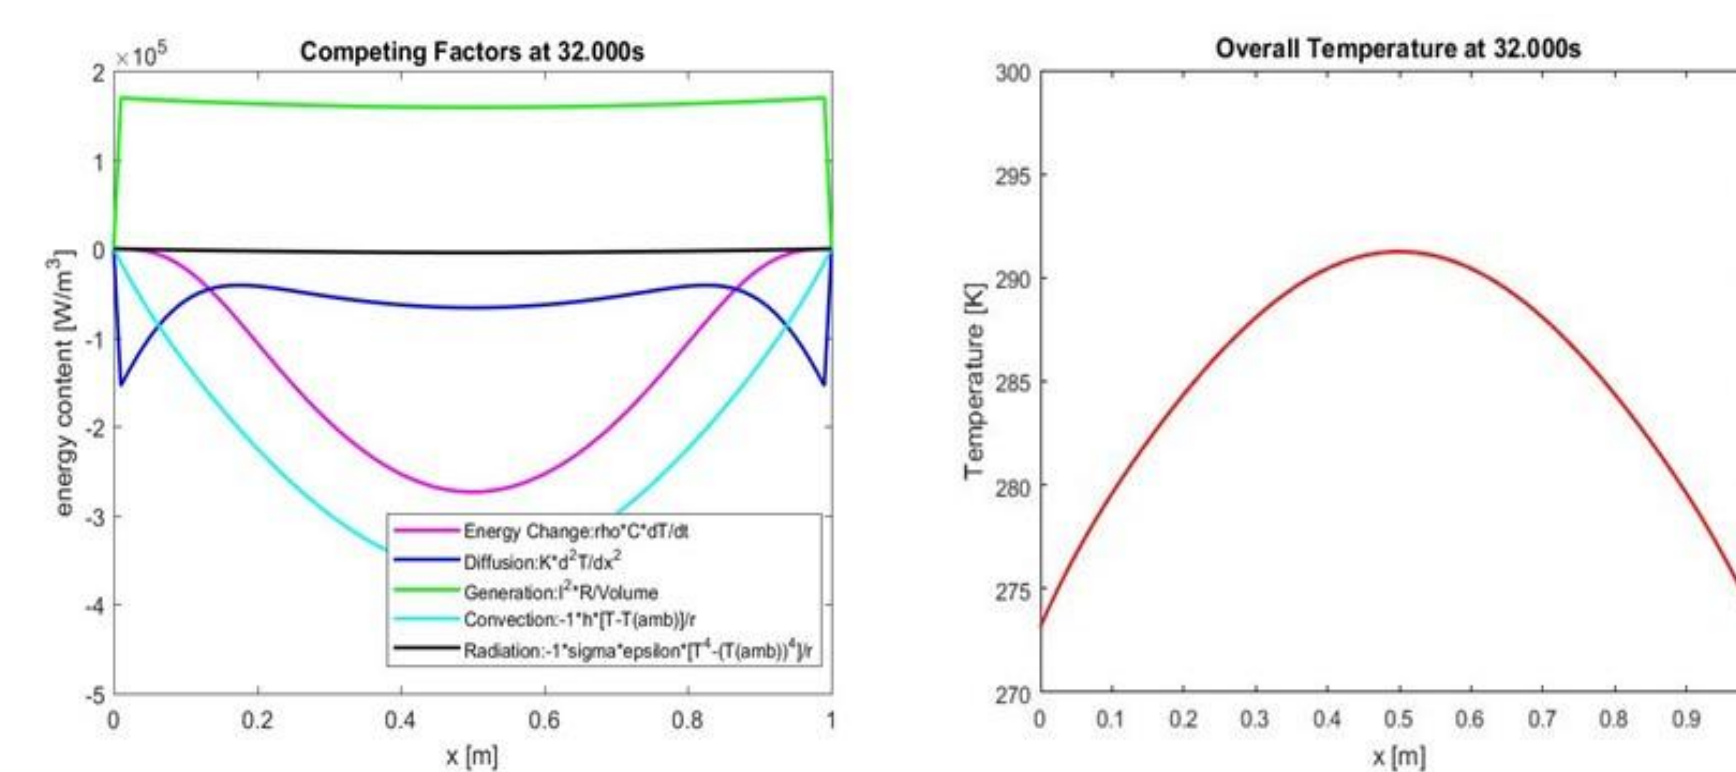 Competing Factors at 32.000s
×10^5
2
1
0
-1
-2
-3
-4
-5
energy content [W/m^3]
Energy Change:rho*C*dT/dt
Diffusion:K*d^2T/dx^2
Generation:I^2*R/Volume
Convection:-1*h*[T-T(amb)]/r
Radiation:-1*sigma*epsilon*[T^4-(T(amb))^4]/r
0 0.2 0.4 0.6 0.8 1
x [m]
Overall Temperature at 32.000s
300
295
290
285
280
275
270
Temperature [K]
0 0.1 0.2 0.3 0.4 0.5 0.6 0.7 0.8 0.9
x [m]